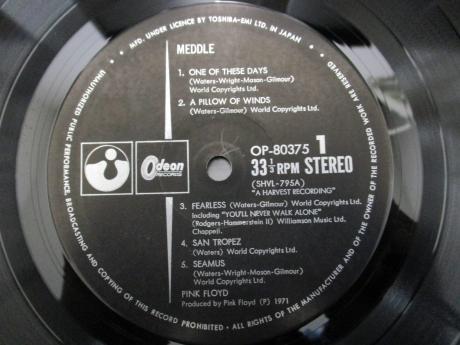 MFD. UNDER LICENCE BY TOSHIBA-EMI LTD. IN JAPAN • ALL RIGHTS OF THE MANUFACTURER AND OF THE OWNER OF THE RECORDED WORK ARE RESERVED
UNAUTHORIZED PUBLIC PERFORMANCE, BROADCASTING AND COPYING OF THIS RECORD PROHIBITED •
MEDDLE
1. ONE OF THESE DAYS
(Waters-Wright-Mason-Gilmour)
World Copyrights Ltd.
2. A PILLOW OF WINDS
(Waters-Gilmour) World Copyrights Ltd.
Odeon
RECORDS
OP-80375 1
33 1/3 RPM STEREO
(SHVL-795A)
"A HARVEST RECORDING"
3. FEARLESS (Waters-Gilmour) World Copyrights Ltd.
Including "YOU'LL NEVER WALK ALONE"
(Rodgers-Hammerstein II) Williamson Music Ltd.
Chappell.
4. SAN TROPEZ
(Waters) World Copyrights Ltd.
5. SEAMUS
(Waters-Wright-Mason-Gilmour)
World Copyrights Ltd.
PINK FLOYD
Produced by Pink Floyd (P) 1971